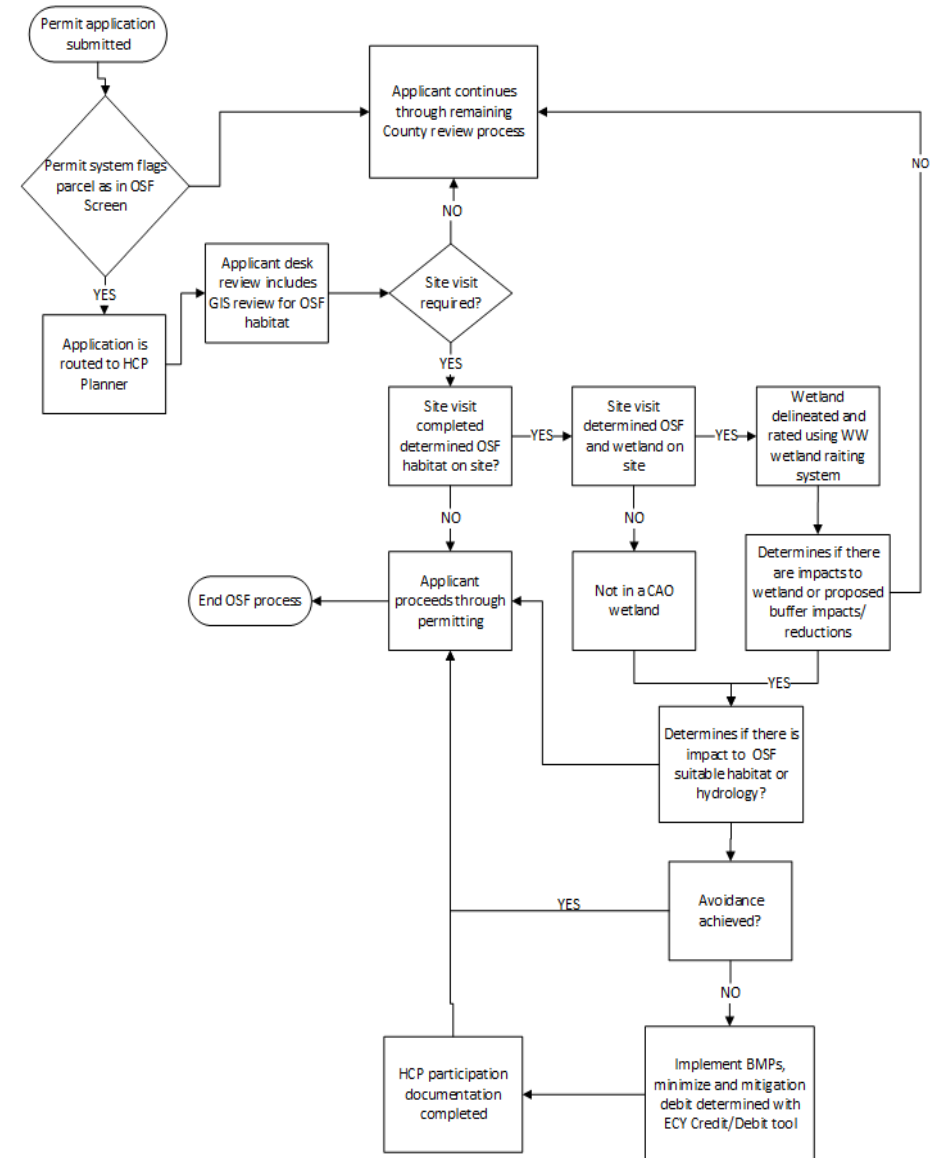 Permit application
submitted
Permit system flags
parcel as in OSF
Screen
YES
Application is
routed to HCP
Planner
Applicant desk
review includes
GIS review for OSF
habitat
Site visit
required?
NO
Applicant continues
through remaining
County review process
YES
Site visit
completed
determined OSF
habitat on site?
YES
Site visit
determined OSF
and wetland on
site
YES
Wetland
delineated and
rated using WW
wetland raiting
system
NO
NO
NO
Applicant
proceeds through
permitting
End OSF process
Not in a CAO
wetland
Determines if there
are impacts to
wetland or proposed
buffer impacts/
reductions
YES
Determines if there is
impact to OSF
suitable habitat or
hydrology?
Avoidance
achieved?
YES
NO
Implement BMPs,
minimize and mitigation
debit determined with
ECY Credit/Debit tool
HCP participation
documentation
completed